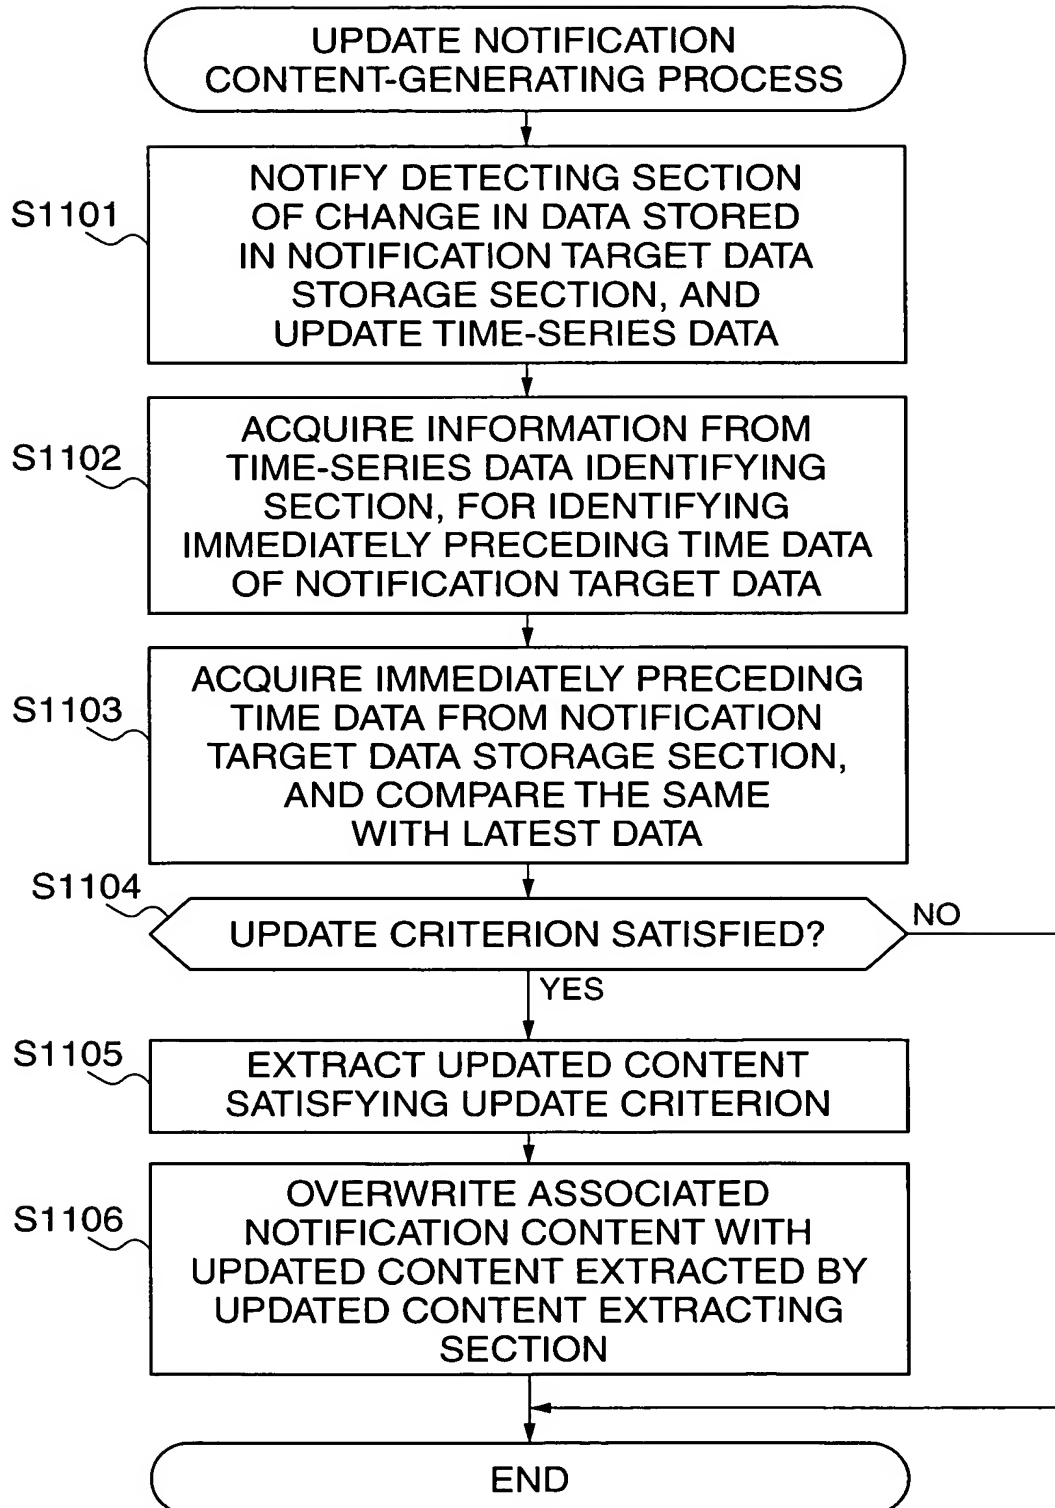 UPDATE NOTIFICATION
CONTENT-GENERATING PROCESS
S1101
NOTIFY DETECTING SECTION
OF CHANGE IN DATA STORED
IN NOTIFICATION TARGET DATA
STORAGE SECTION, AND
UPDATE TIME-SERIES DATA
S1102
ACQUIRE INFORMATION FROM
TIME-SERIES DATA IDENTIFYING
SECTION, FOR IDENTIFYING
IMMEDIATELY PRECEDING TIME DATA
OF NOTIFICATION TARGET DATA
S1103
ACQUIRE IMMEDIATELY PRECEDING
TIME DATA FROM NOTIFICATION
TARGET DATA STORAGE SECTION,
AND COMPARE THE SAME
WITH LATEST DATA
S1104
UPDATE CRITERION SATISFIED?
NO
YES
S1105
EXTRACT UPDATED CONTENT
SATISFYING UPDATE CRITERION
S1106
OVERWRITE ASSOCIATED
NOTIFICATION CONTENT WITH
UPDATED CONTENT EXTRACTED BY
UPDATED CONTENT EXTRACTING
SECTION
END